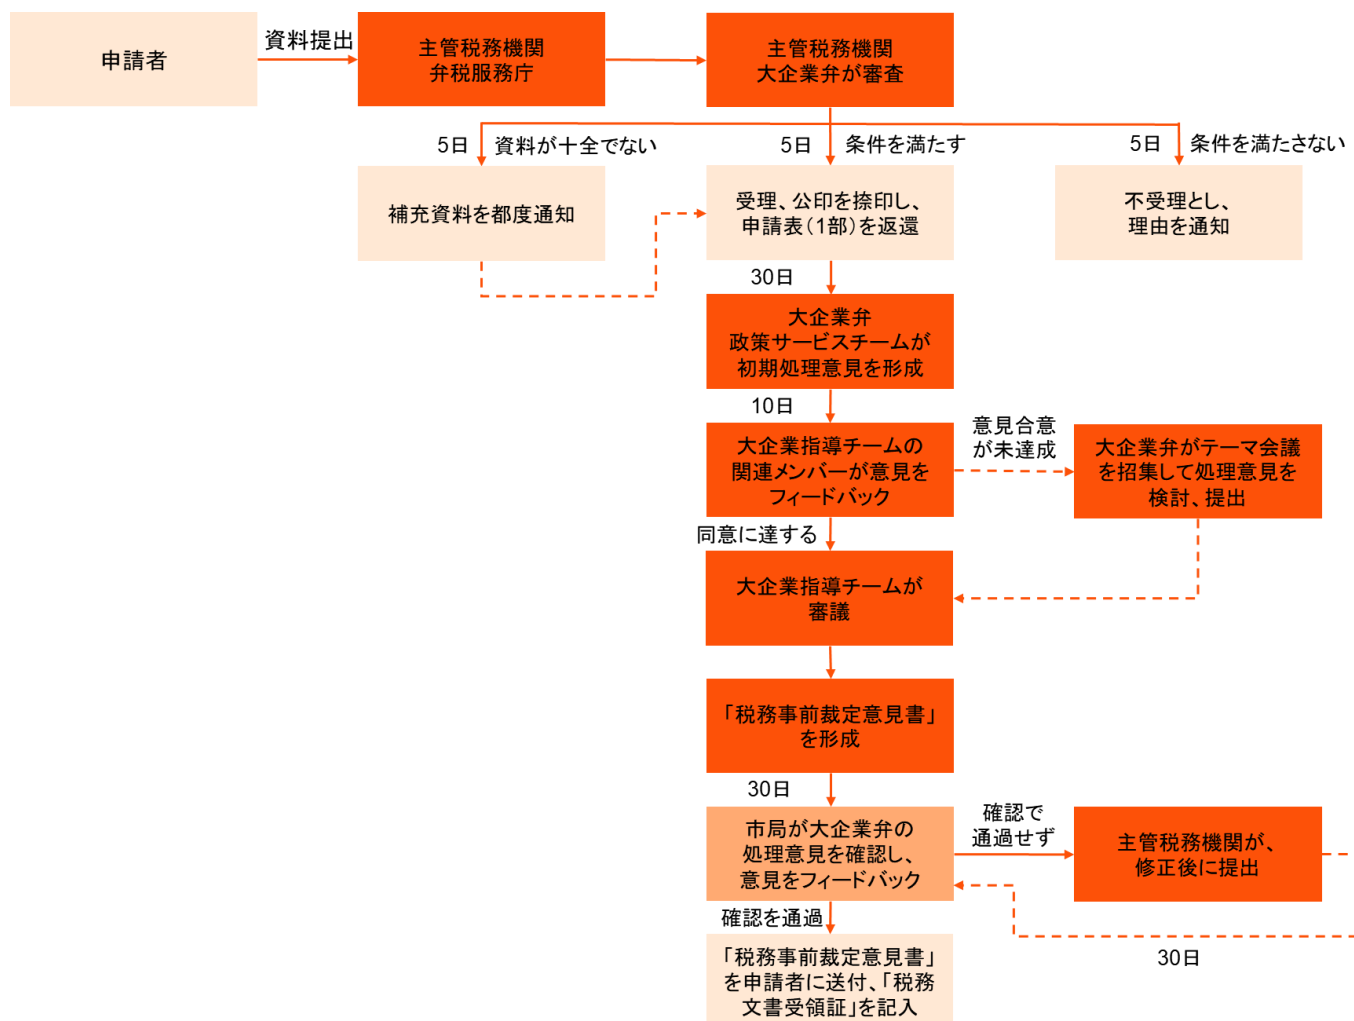 申請者
資料提出
主管税務機関
弁税服務庁
主管税務機関
大企業弁が審査
5日
資料が十全でない
5日
条件を満たす
5日
条件を満たさない
補充資料を都度通知
受理、公印を捺印し、
申請表（1部）を返還
不受理とし、
理由を通知
30日
大企業弁
政策サービスチームが
初期処理意見を形成
10日
大企業指導チームの
関連メンバーが意見を
フィードバック
意見合意
が未達成
大企業弁がテーマ会議
を招集して処理意見を
検討、提出
同意に達する
大企業指導チームが
審議
「税務事前裁定意見書」
を形成
30日
市局が大企業弁の
処理意見を確認し、
意見をフィードバック
確認で
通過せず
主管税務機関が、
修正後に提出
30日
確認を通過
「税務事前裁定意見書」
を申請者に送付、「税務
文書受領証」を記入